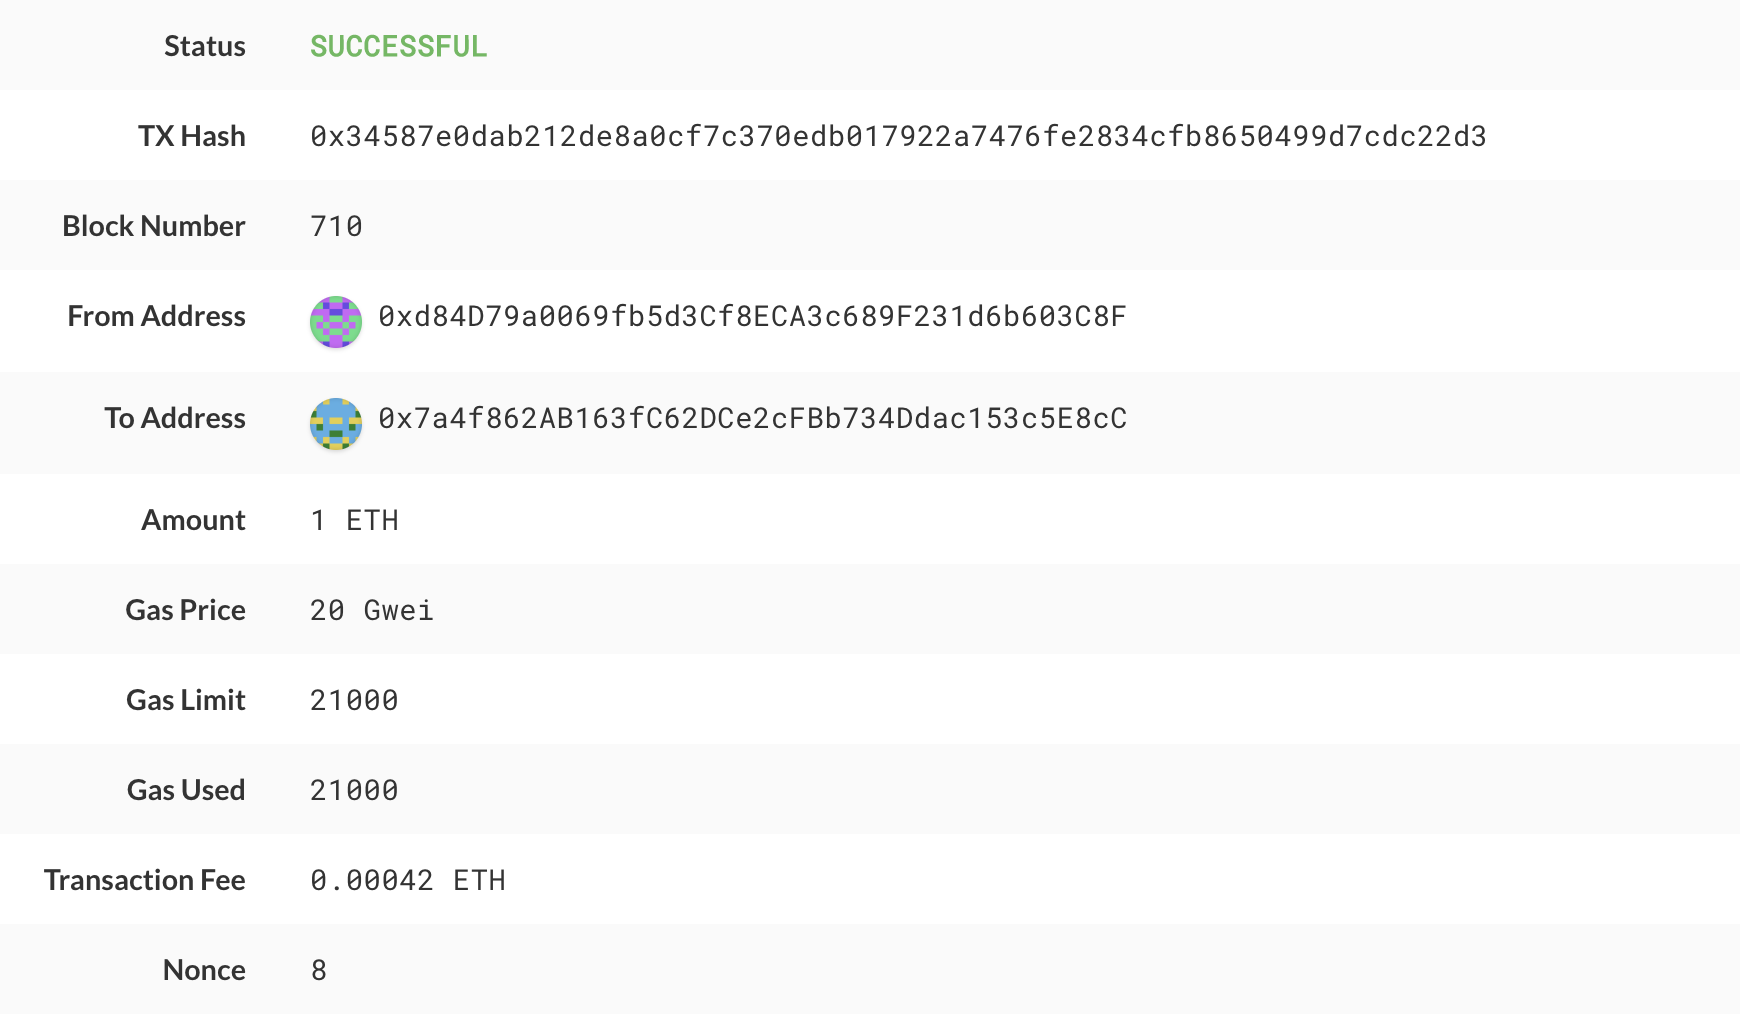 Status SUCCESSFUL
TX Hash 0x34587e0dab212de8a0cf7c370edb017922a7476fe2834cfb8650499d7cdc22d3
Block Number 710
From Address 0xd84D79a0069fb5d3Cf8ECA3c689F231d6b603C8F
To Address 0x7a4f862AB163fC62DCe2cFBb734Ddac153c5E8cC
Amount 1 ETH
Gas Price 20 Gwei
Gas Limit 21000
Gas Used 21000
Transaction Fee 0.00042 ETH
Nonce 8